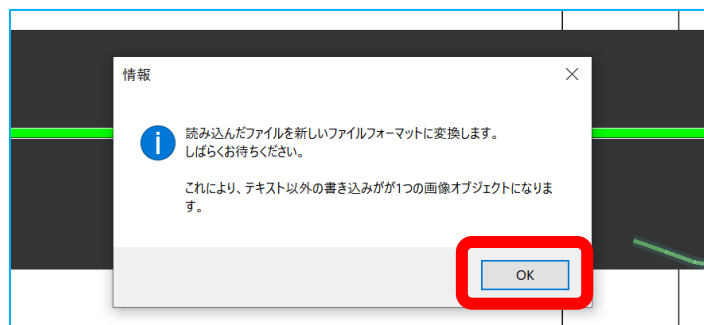 情報
読み込んだファイルを新しいファイルフォーマットに変換します。
しばらくお待ちください。
これにより、テキスト以外の書き込みがが1つの画像オブジェクトになりま
す。
OK